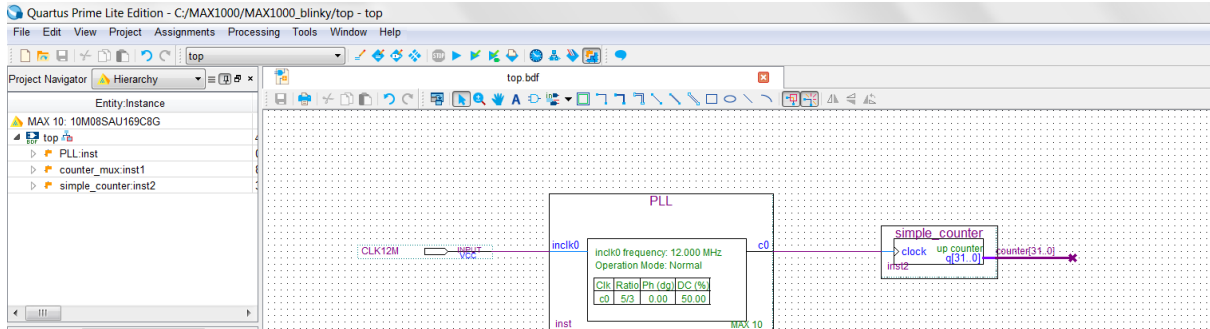 Quartus Prime Lite Edition - C:/MAX1000/MAX1000_blinky/top - top
File Edit View Project Assignments Processing Tools Window Help
top
Project Navigator Hierarchy
top.bdf
Entity:Instance
MAX 10: 10M08SAU169C8G
top
PLL:inst
counter_mux:inst1
simple_counter:inst2
PLL
CLK12M INPUT VCC
inclk0 c0
inclk0 frequency: 12.000 MHz
Operation Mode: Normal
Clk Ratio Ph (dg) DC (%)
c0 5/3 0.00 50.00
inst MAX 10
simple_counter
clock up counter counter[31..0]
q[31..0]
inst2